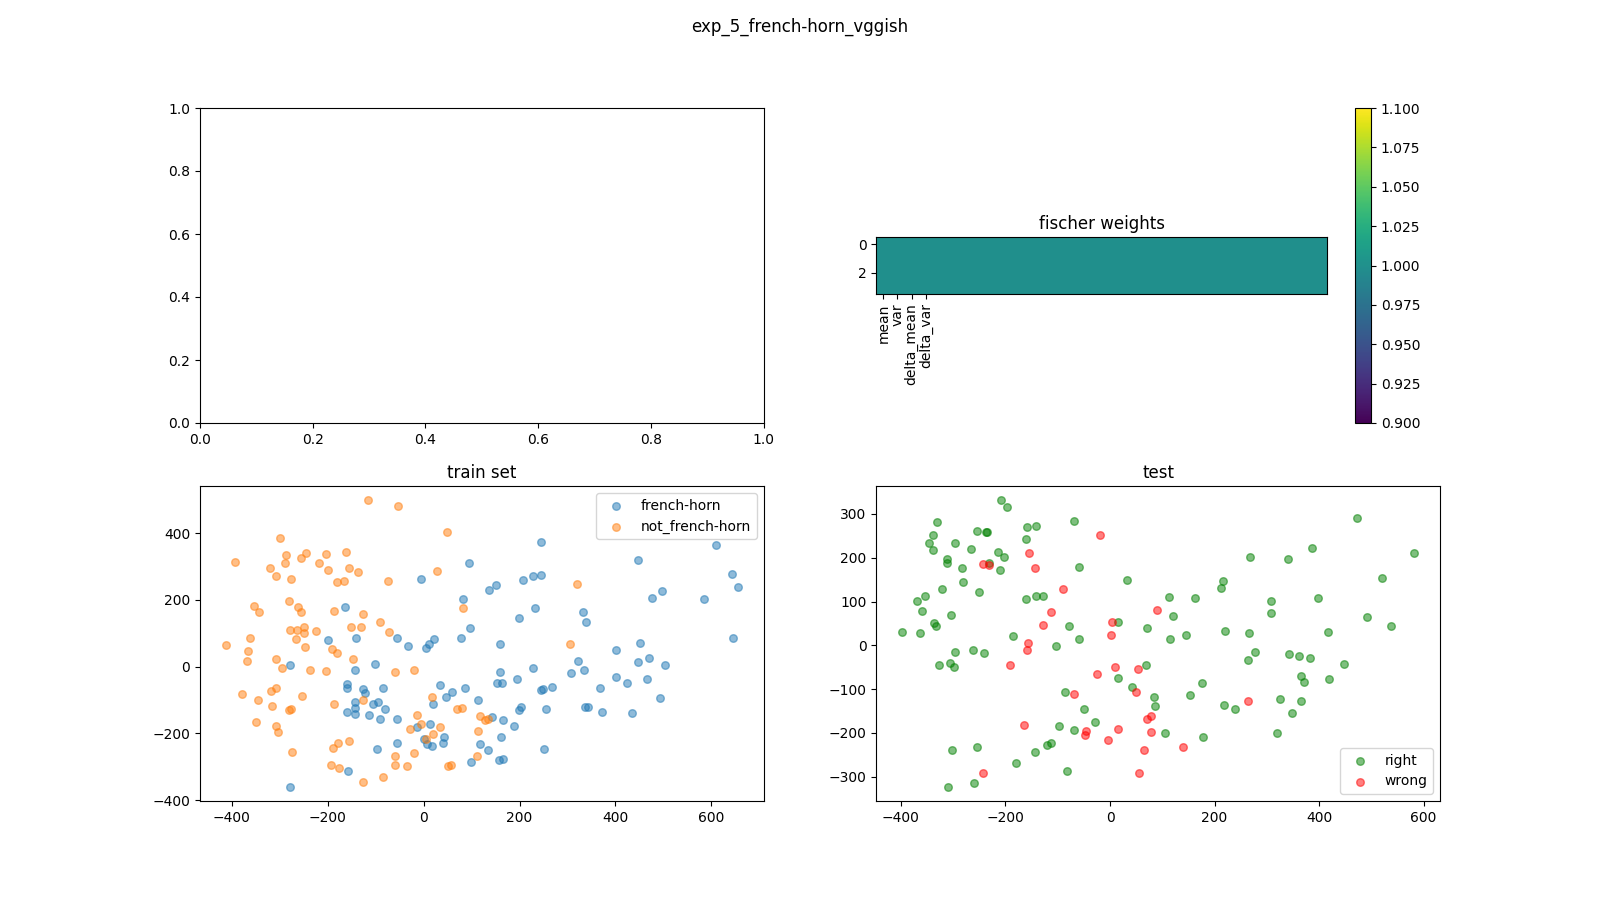 exp_5_french-horn_vggish
1.0
0.8
0.6
0.4
0.2
0.0
0.0 0.2 0.4 0.6 0.8 1.0
fischer weights
0
2
mean
var
delta_mean
delta_var
1.100
1.075
1.050
1.025
1.000
0.975
0.950
0.925
0.900
train set
french-horn
not_french-horn
400
200
0
−200
−400
−400 −200 0 200 400 600
test
300
200
100
0
−100
−200
−300
right
wrong
−400 −200 0 200 400 600